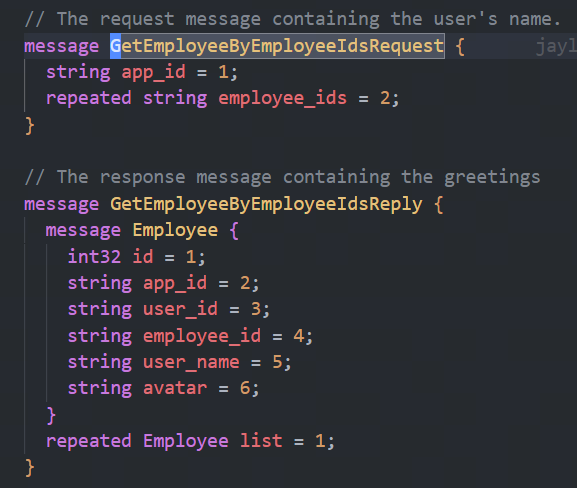 // The request message containing the user's name.
message GetEmployeeByEmployeeIdsRequest { jayl
string app_id = 1;
repeated string employee_ids = 2;
}
// The response message containing the greetings
message GetEmployeeByEmployeeIdsReply {
message Employee {
int32 id = 1;
string app_id = 2;
string user_id = 3;
string employee_id = 4;
string user_name = 5;
string avatar = 6;
}
repeated Employee list = 1;
}